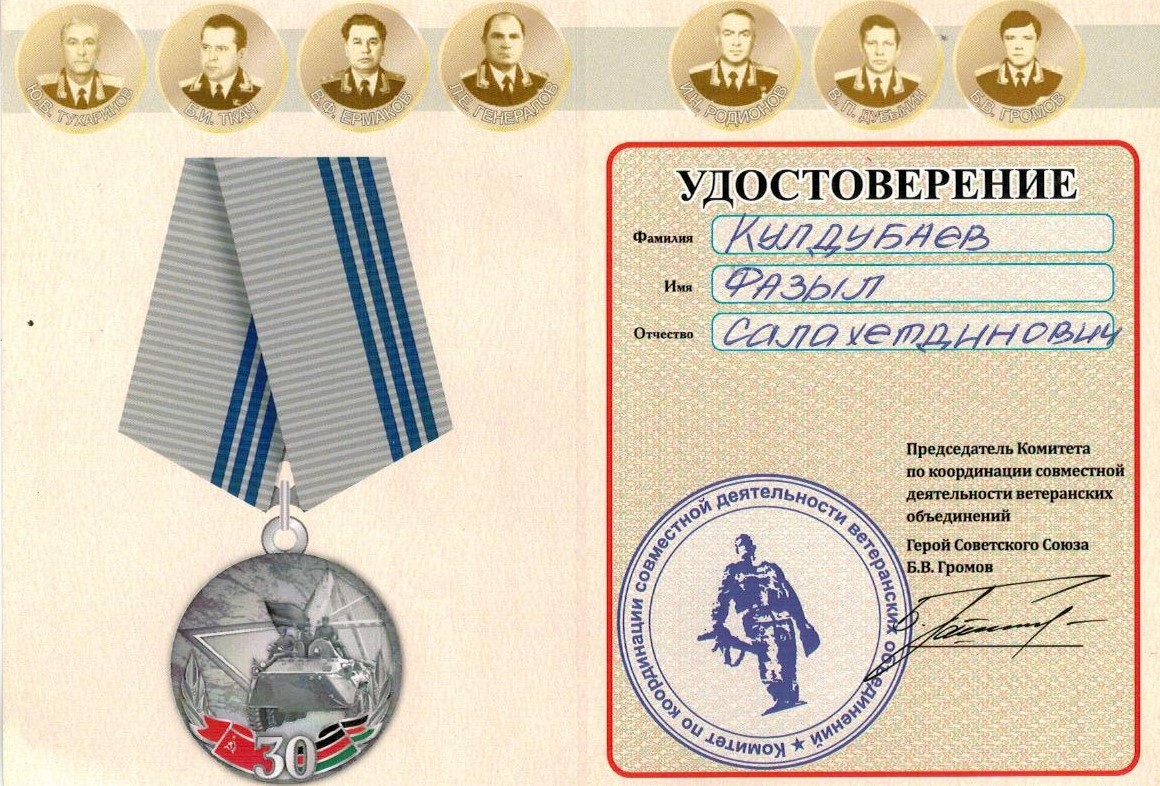 Ю.В. ТУХАРИНОВ
Б.И. ТКАЧ
В.Ф. ЕРМАКОВ
Л.Е. ГЕНЕРАЛОВ
И.Н. РОДИОНОВ
В.П. ДУБЫНИН
Б.В. ГРОМОВ
УДОСТОВЕРЕНИЕ
Фамилия КУЛДУБАЕВ
Имя ФАЗЫЛ
Отчество САЛАХЕТДИНОВИЧ
Председатель Комитета
по координации совместной
деятельности ветеранских
объединений
Герой Советского Союза
Б.В. Громов
Комитет по координации совместной деятельности ветеранских объединений
30